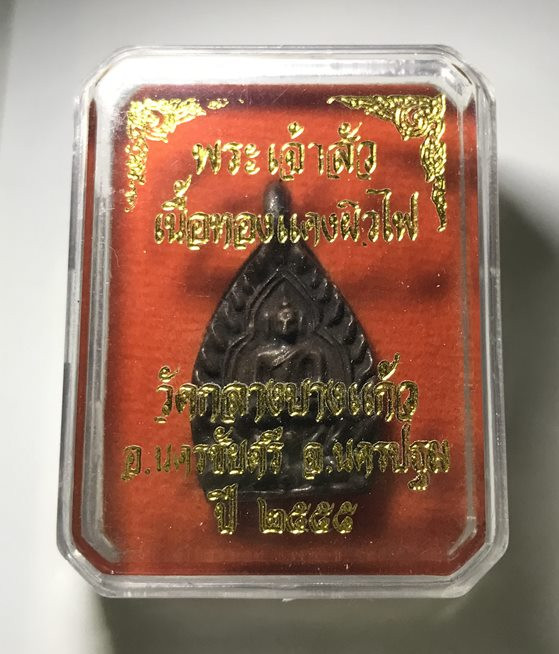 พระเจ้าสัว
เนื้อทองแดงผิวไฟ
วัดกลางบางแก้ว
อ.นครชัยศรี จ.นครปฐม
ปี ๒๕๕๕